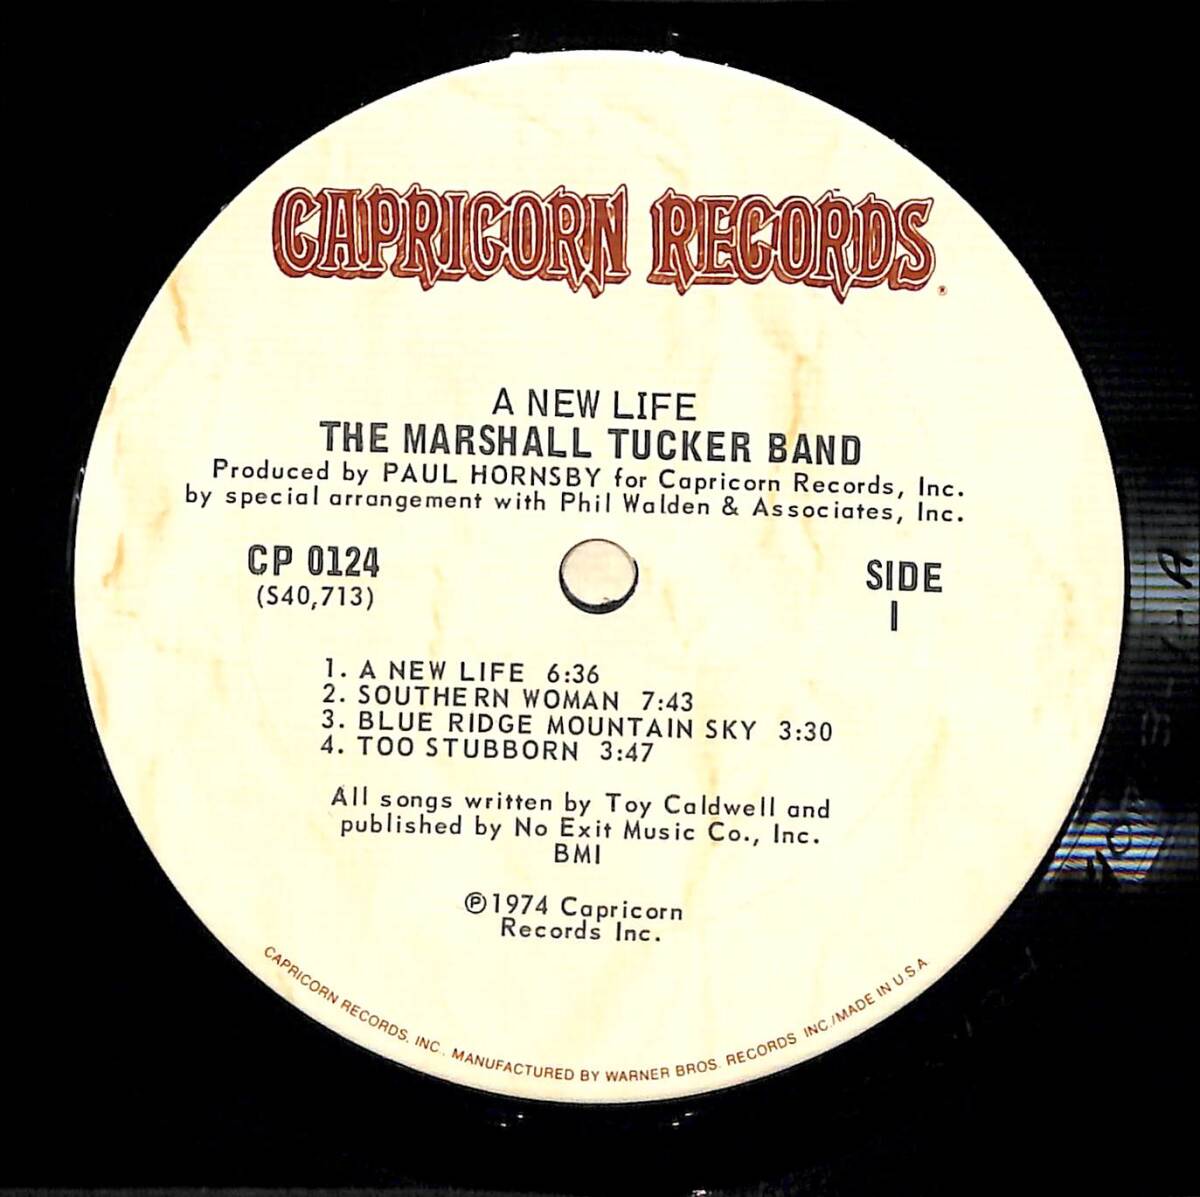 CAPRICORN RECORDS®
A NEW LIFE
THE MARSHALL TUCKER BAND
Produced by PAUL HORNSBY for Capricorn Records, Inc.
by special arrangement with Phil Walden & Associates, Inc.
CP 0124
(S40,713)
SIDE
1
1. A NEW LIFE 6:36
2. SOUTHERN WOMAN 7:43
3. BLUE RIDGE MOUNTAIN SKY 3:30
4. TOO STUBBORN 3:47
All songs written by Toy Caldwell and
published by No Exit Music Co., Inc.
BMI
℗1974 Capricorn
Records Inc.
CAPRICORN RECORDS, INC. MANUFACTURED BY WARNER BROS. RECORDS INC./MADE IN U.S.A.